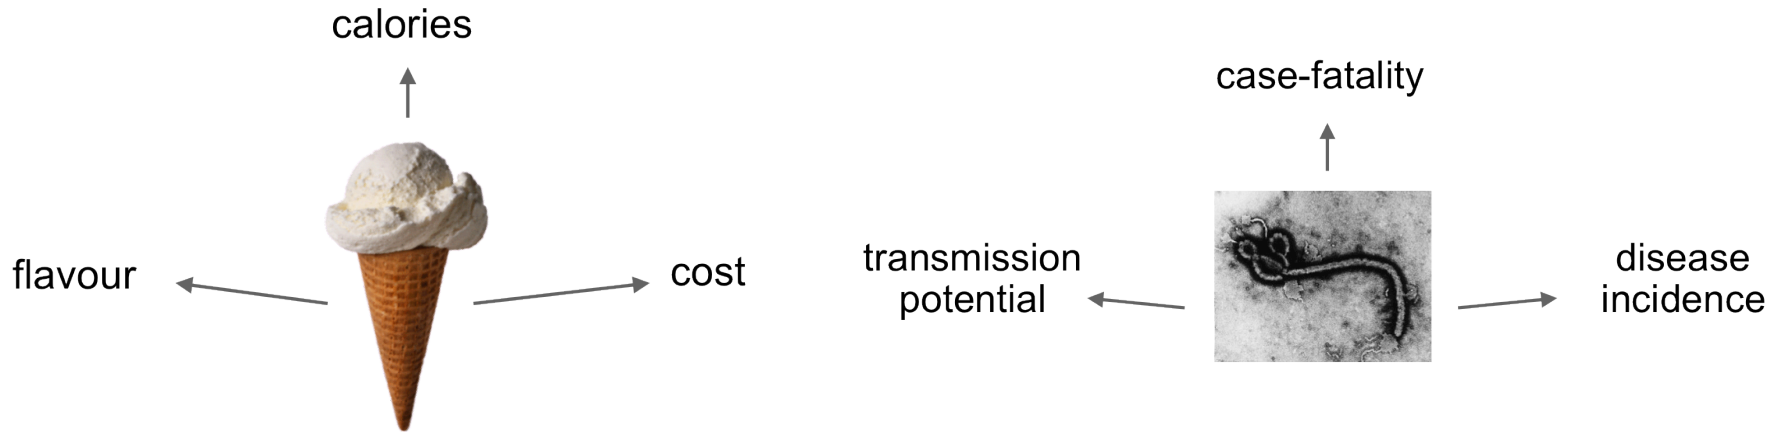 calories
flavour
cost
case-fatality
transmission
potential
disease
incidence